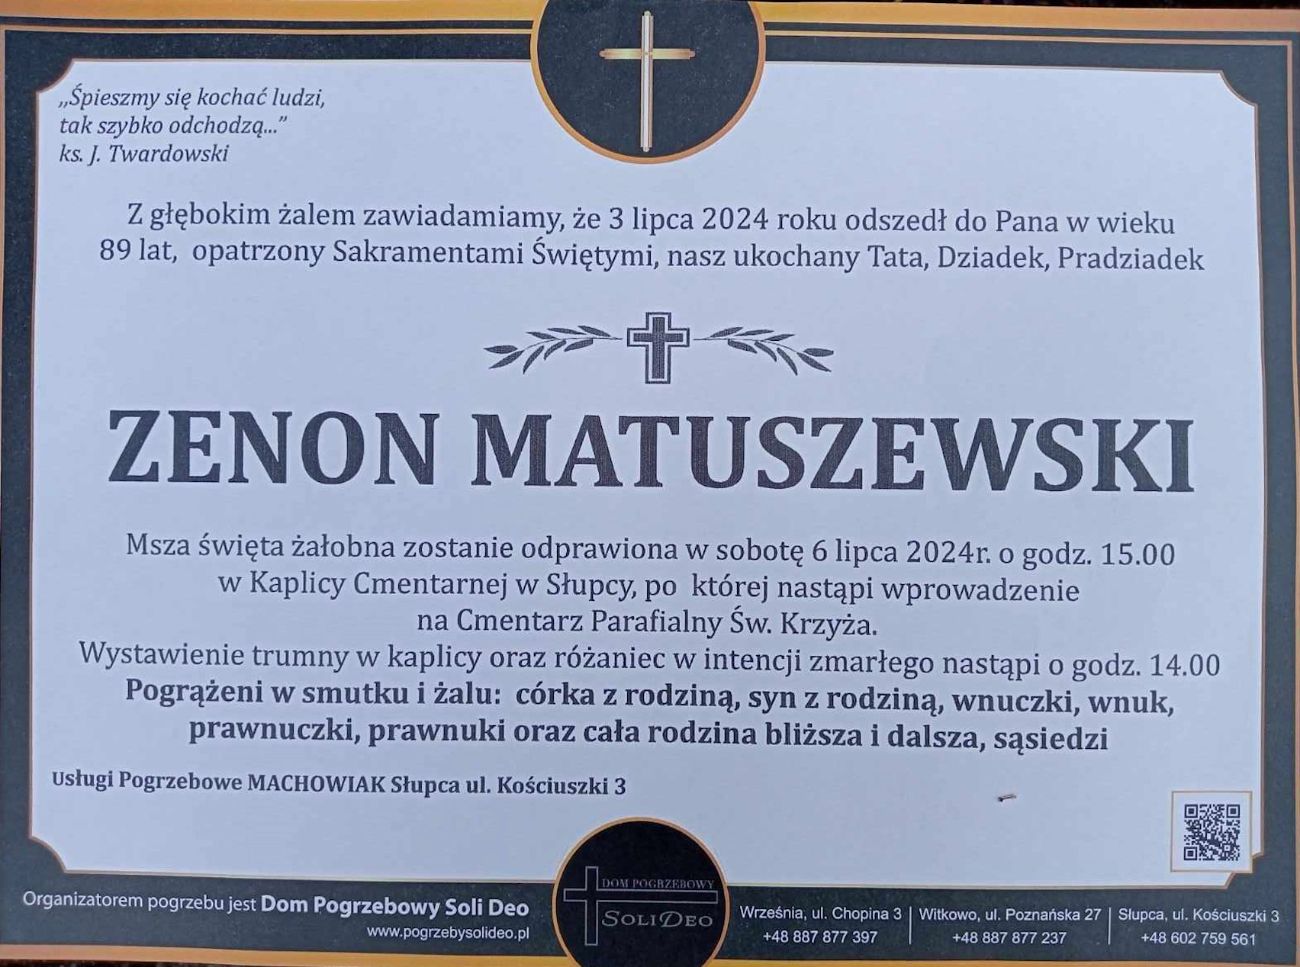 „Śpieszmy się kochać ludzi,
tak szybko odchodzą...”
ks. J. Twardowski
Z głębokim żalem zawiadamiamy, że 3 lipca 2024 roku odszedł do Pana w wieku
89 lat, opatrzony Sakramentami Świętymi, nasz ukochany Tata, Dziadek, Pradziadek
ZENON MATUSZEWSKI
Msza święta żałobna zostanie odprawiona w sobotę 6 lipca 2024r. o godz. 15.00
w Kaplicy Cmentarnej w Słupcy, po której nastąpi wprowadzenie
na Cmentarz Parafialny Św. Krzyża.
Wystawienie trumny w kaplicy oraz różaniec w intencji zmarłego nastąpi o godz. 14.00
Pogrążeni w smutku i żalu: córka z rodziną, syn z rodziną, wnuczki, wnuk,
prawnuczki, prawnuki oraz cała rodzina bliższa i dalsza, sąsiedzi
Usługi Pogrzebowe MACHOWIAK Słupca ul. Kościuszki 3
Organizatorem pogrzebu jest Dom Pogrzebowy Soli Deo
www.pogrzebysolideo.pl
DOM POGRZEBOWY
SOLI DEO
Września, ul. Chopina 3
+48 887 877 397
Witkowo, ul. Poznańska 27
+48 887 877 237
Słupca, ul. Kościuszki 3
+48 602 759 561